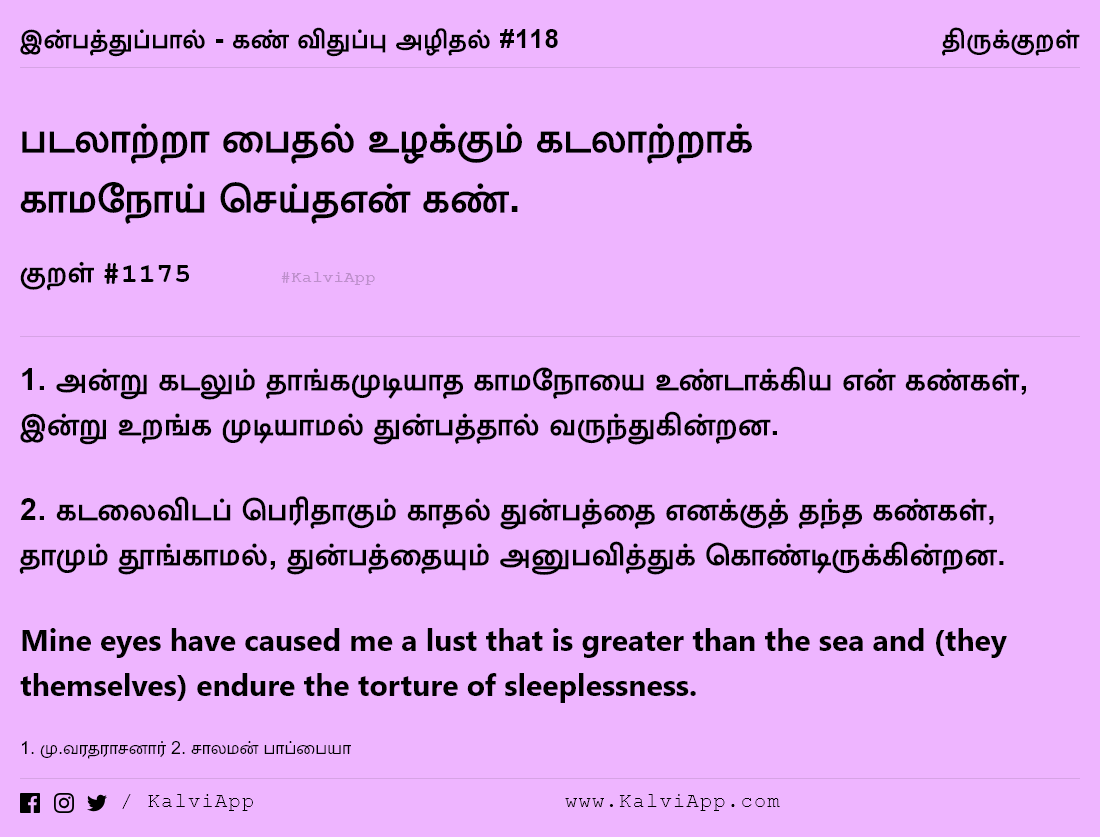 இன்பத்துப்பால் - கண் விதுப்பு அழிதல் #118
திருக்குறள்
படலாற்றா பைதல் உழக்கும் கடலாற்றாக்
காமநோய் செய்தஎன் கண்.
குறள் #1175
#KalviApp
1. அன்று கடலும் தாங்கமுடியாத காமநோயை உண்டாக்கிய என் கண்கள்,
இன்று உறங்க முடியாமல் துன்பத்தால் வருந்துகின்றன.
2. கடலைவிடப் பெரிதாகும் காதல் துன்பத்தை எனக்குத் தந்த கண்கள்,
தாமும் தூங்காமல், துன்பத்தையும் அனுபவித்துக் கொண்டிருக்கின்றன.
Mine eyes have caused me a lust that is greater than the sea and (they
themselves) endure the torture of sleeplessness.
1. மு.வரதராசனார் 2. சாலமன் பாப்பையா
/ KalviApp
www.KalviApp.com